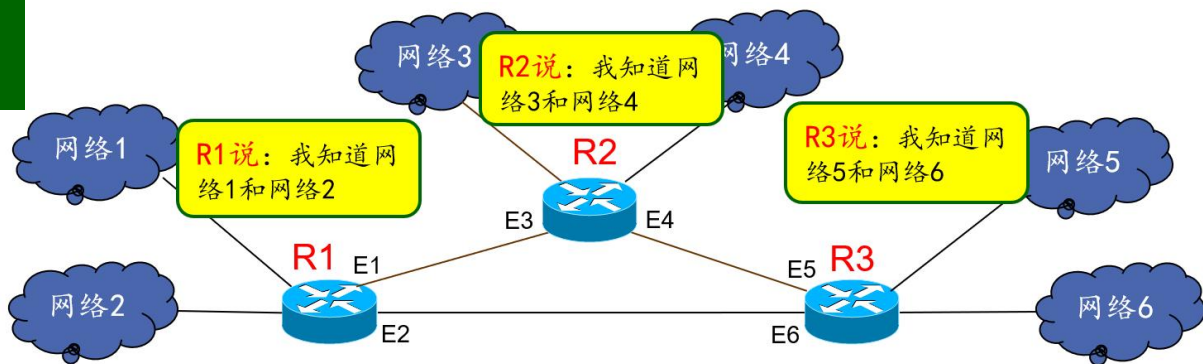 网络3
R2说：我知道网
络3和网络4
网络4
网络1
R1说：我知道网
络1和网络2
R2
R3说：我知道网
络5和网络6
网络5
E3
E4
R1
E1
E5
R3
网络2
E2
E6
网络6